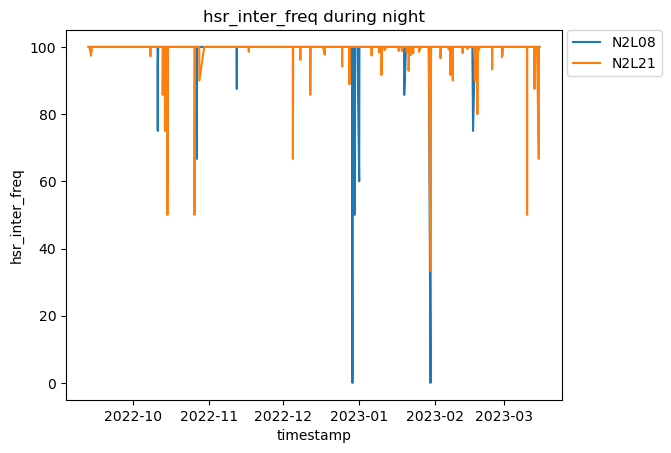 hsr_inter_freq during night
N2L08
N2L21
100
80
60
40
20
0
hsr_inter_freq
2022-10 2022-11 2022-12 2023-01 2023-02 2023-03
timestamp